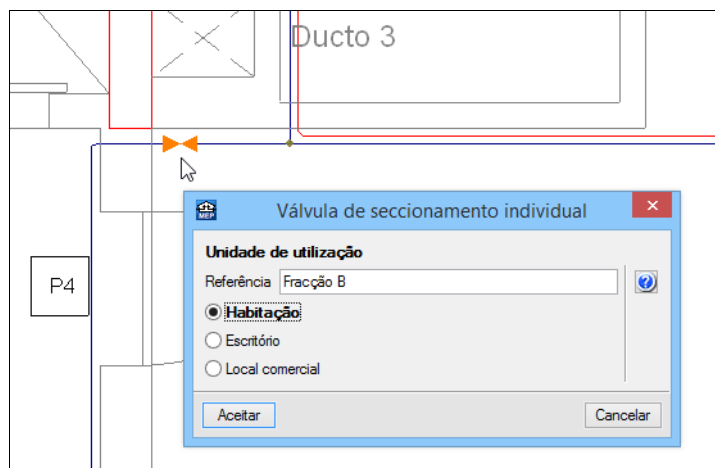 Ducto 3
P4
MEP
Válvula de seccionamento individual
Unidade de utilização
Referência Fracção B
Habitação
Escritório
Local comercial
Aceitar Cancelar